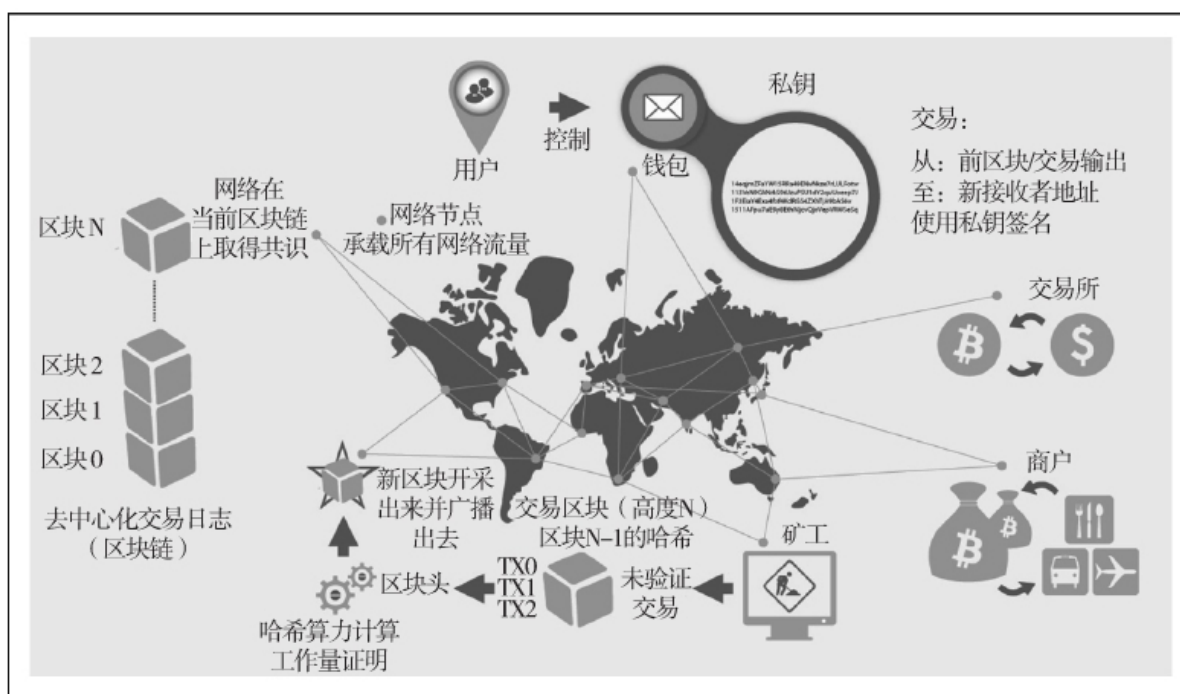 私钥
用户
控制
钱包
交易：
从：前区块/交易输出
至：新接收者地址
使用私钥签名
区块N
网络在
当前区块链
上取得共识
网络节点
承载所有网络流量
交易所
区块2
区块1
区块0
去中心化交易日志
（区块链）
新区块开采
出来并广播
出去
交易区块（高度N）
区块N-1的哈希
矿工
商户
TX0
TX1
TX2
区块头
未验证
交易
哈希算力计算
工作量证明